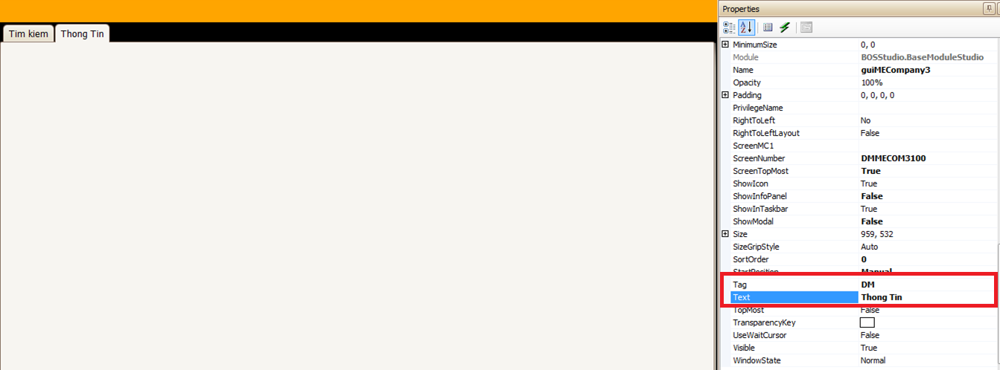 Tim kiem
Thong Tin
Properties
MinimumSize 0, 0
Module BOSStudio.BaseModuleStudio
Name guiMECompany3
Opacity 100%
Padding 0, 0, 0, 0
PrivilegeName
RightToLeft No
RightToLeftLayout False
ScreenMC1
ScreenNumber DMMECOM3100
ScreenTopMost True
ShowIcon True
ShowInfoPanel False
ShowInTaskbar True
ShowModal False
Size 959, 532
SizeGripStyle Auto
SortOrder 0
StartPosition Manual
Tag DM
Text Thong Tin
TopMost False
TransparencyKey
UseWaitCursor False
Visible True
WindowState Normal